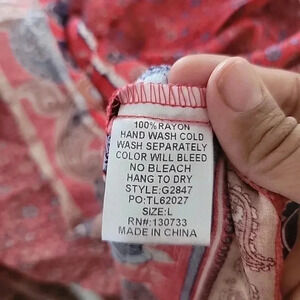 100% RAYON
HAND WASH COLD
WASH SEPARATELY
COLOR WILL BLEED
NO BLEACH
HANG TO DRY
STYLE:G2847
PO:TL62027
SIZE:L
RN#:130733
MADE IN CHINA